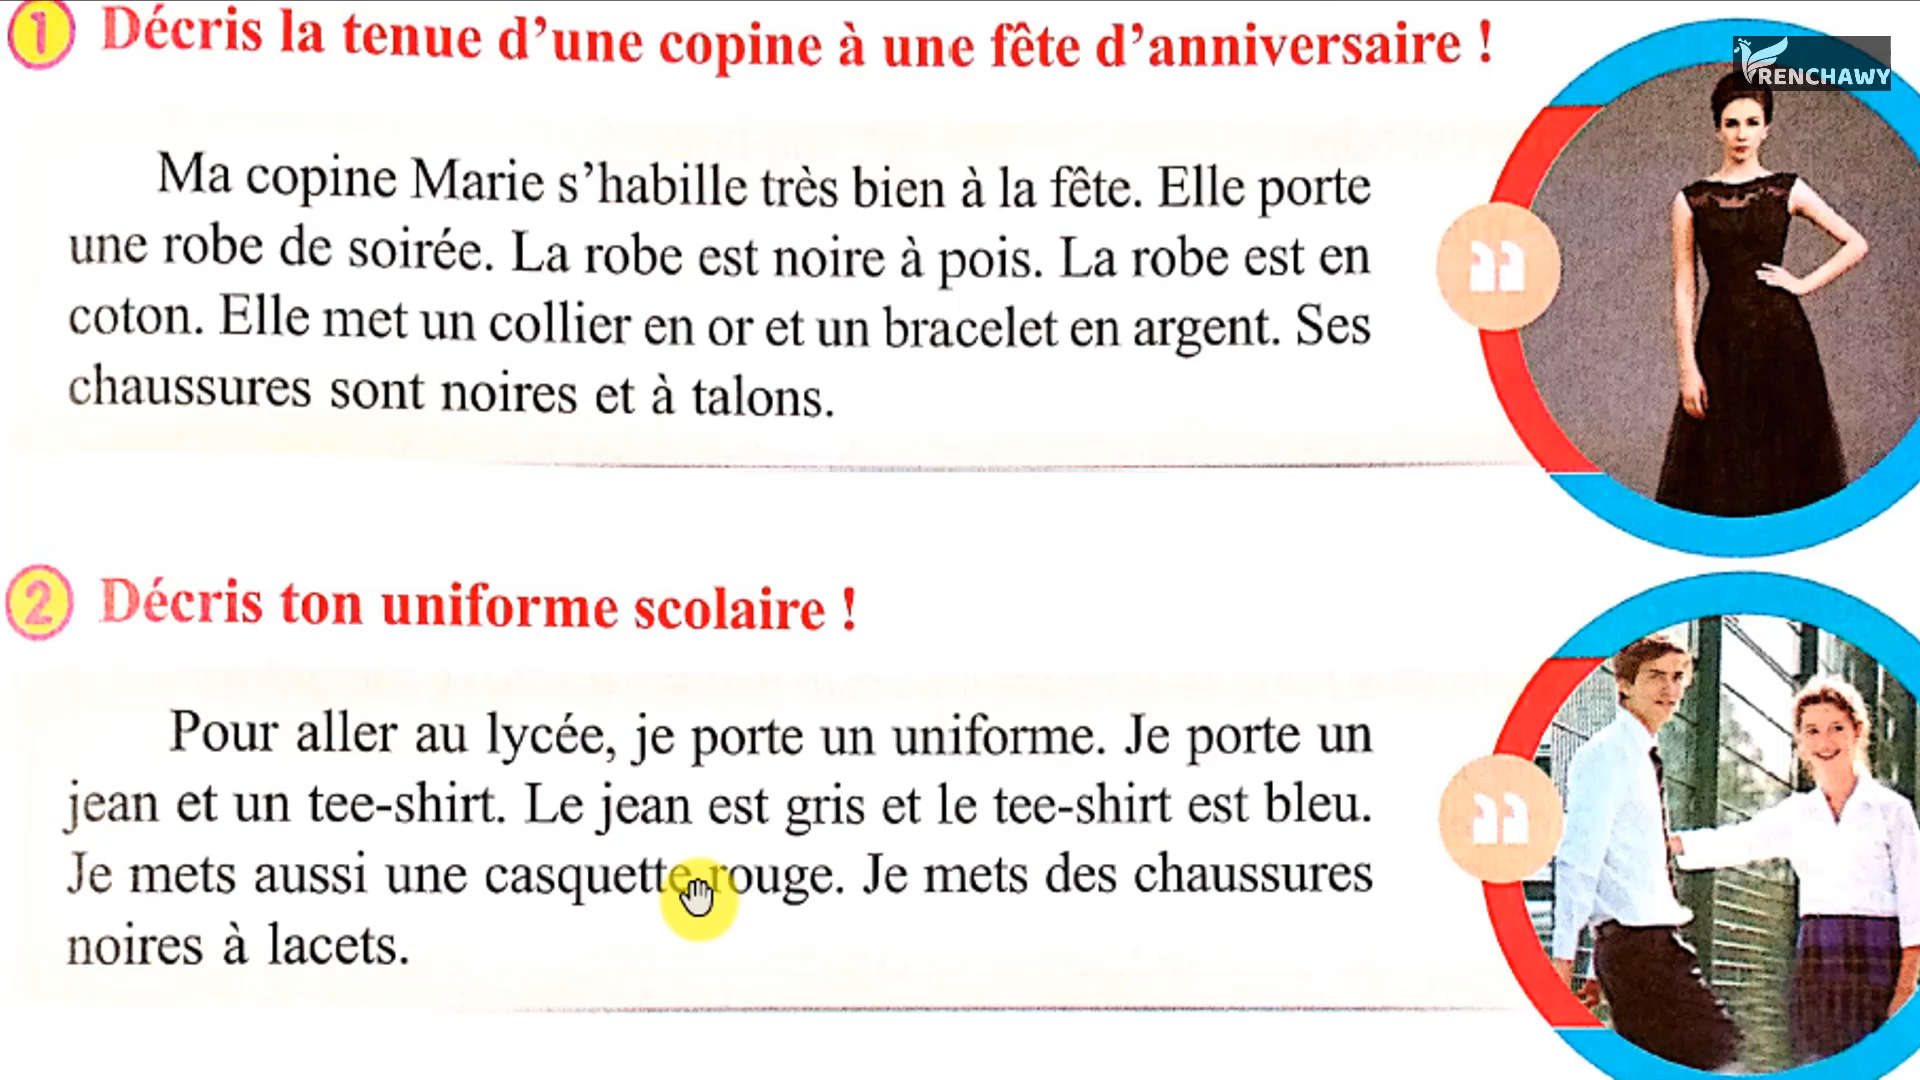 1 Décris la tenue d’une copine à une fête d’anniversaire !
FRENCHAWY
Ma copine Marie s’habille très bien à la fête. Elle porte
une robe de soirée. La robe est noire à pois. La robe est en
coton. Elle met un collier en or et un bracelet en argent. Ses
chaussures sont noires et à talons.
2 Décris ton uniforme scolaire !
Pour aller au lycée, je porte un uniforme. Je porte un
jean et un tee-shirt. Le jean est gris et le tee-shirt est bleu.
Je mets aussi une casquette rouge. Je mets des chaussures
noires à lacets.